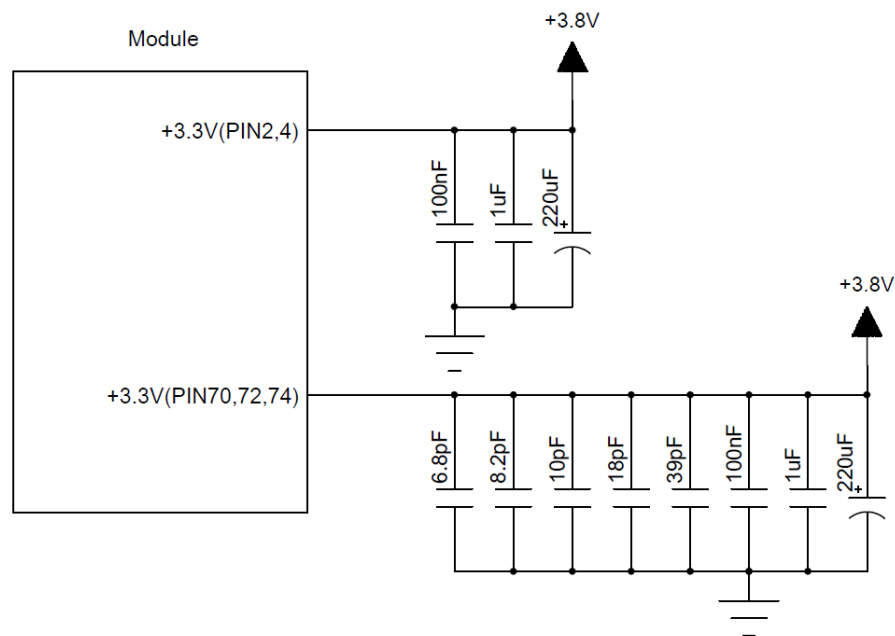 +3.8V
Module
+3.3V(PIN2,4)
100nF
1uF
220uF
+
+3.8V
+3.3V(PIN70,72,74)
6.8pF
8.2pF
10pF
18pF
39pF
100nF
1uF
220uF
+